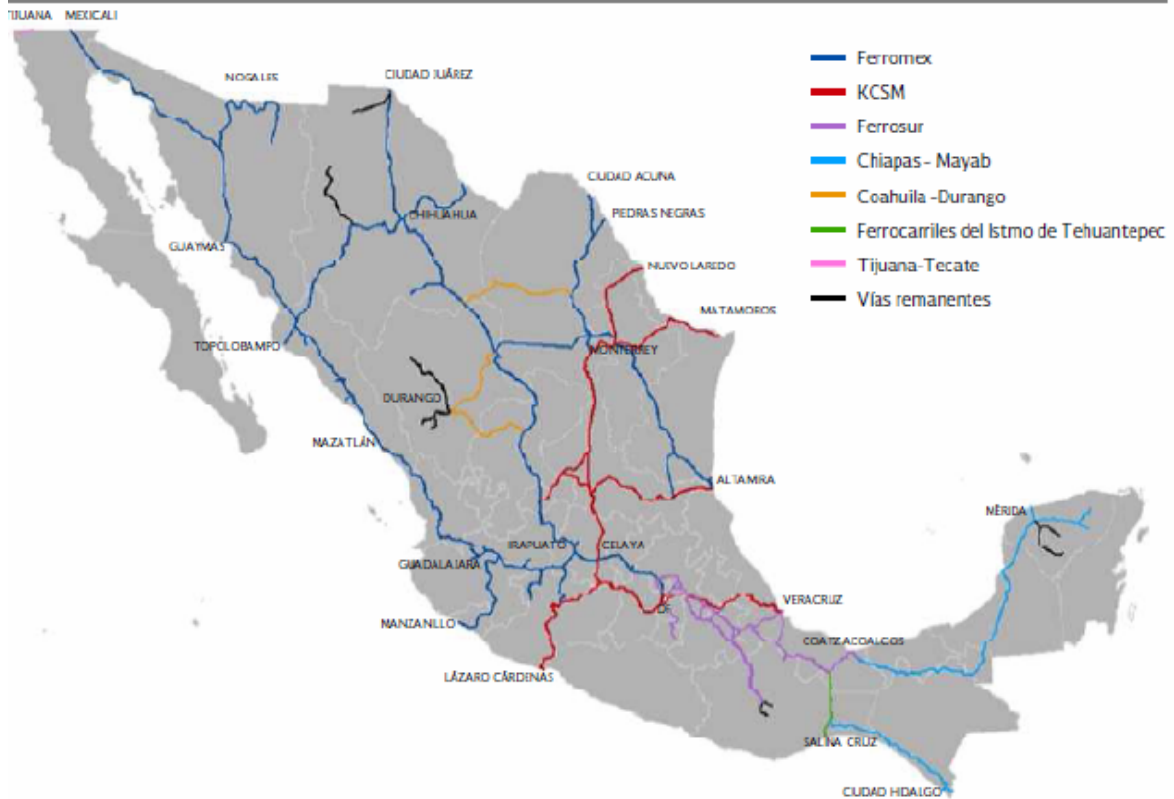 TIJUANA MEXICALI
NOGALES
CIUDAD JUÁREZ
CIUDAD ACUNA
CHIHUAHUA
PIEDRAS NEGRAS
GUAYMAS
NUEVO LAREDO
MATAMOROS
TOPOLOBAMPO
MONTERREY
DURANGO
MAZATLÁN
ALTAMIRA
MÉRIDA
IRAPUATO
CELAYA
GUADALAJARA
VERACRUZ
DF
MANZANLLO
COATZACOALCOS
LÁZARO CÁRDENAS
SALINA CRUZ
CIUDAD HIDALGO
Ferromex
KCSM
Ferrosur
Chiapas - Mayab
Coahuila -Durango
Ferrocarriles del Istmo de Tehuantepec
Tijuana-Tecate
Vías remanentes